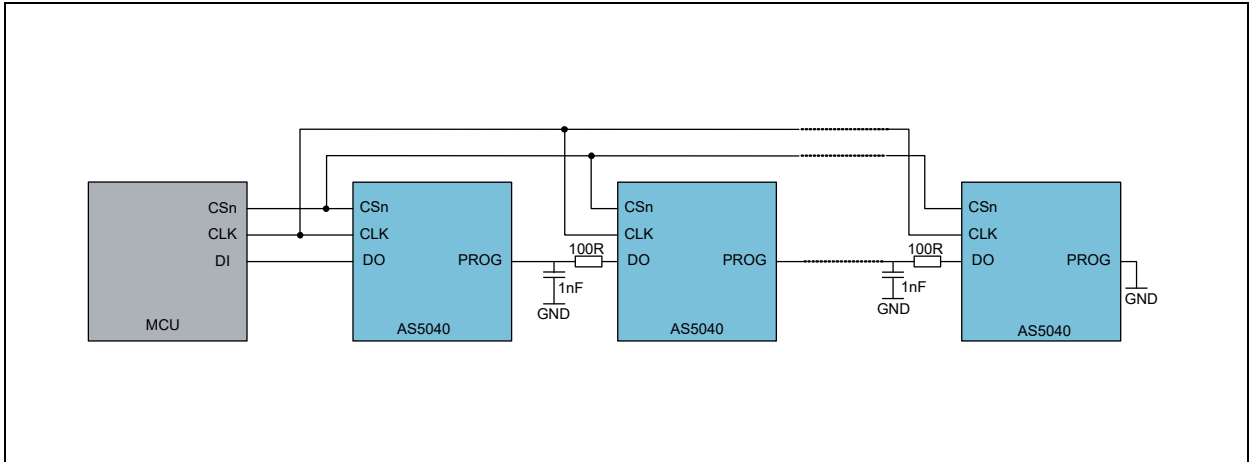 CSn
CLK
DI
MCU
CSn
CLK
DO
PROG
AS5040
1nF
GND
100R
CSn
CLK
DO
PROG
AS5040
1nF
GND
100R
CSn
CLK
DO
PROG
AS5040
GND